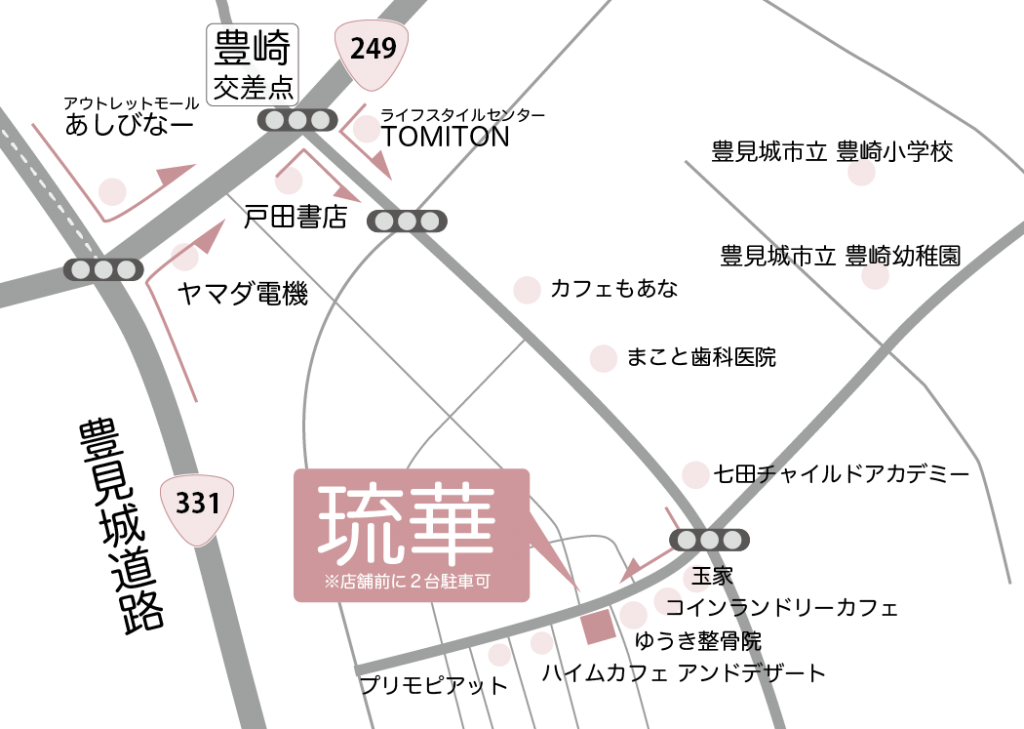 豊崎
交差点
249
アウトレットモール
あしびなー
ライフスタイルセンター
TOMITON
豊見城市立 豊崎小学校
戸田書店
豊見城市立 豊崎幼稚園
ヤマダ電機
カフェもあな
まこと歯科医院
豊見城道路
331
七田チャイルドアカデミー
琉華
※店舗前に２台駐車可
玉家
コインランドリーカフェ
ゆうき整骨院
ハイムカフェ アンドデザート
プリモピアット